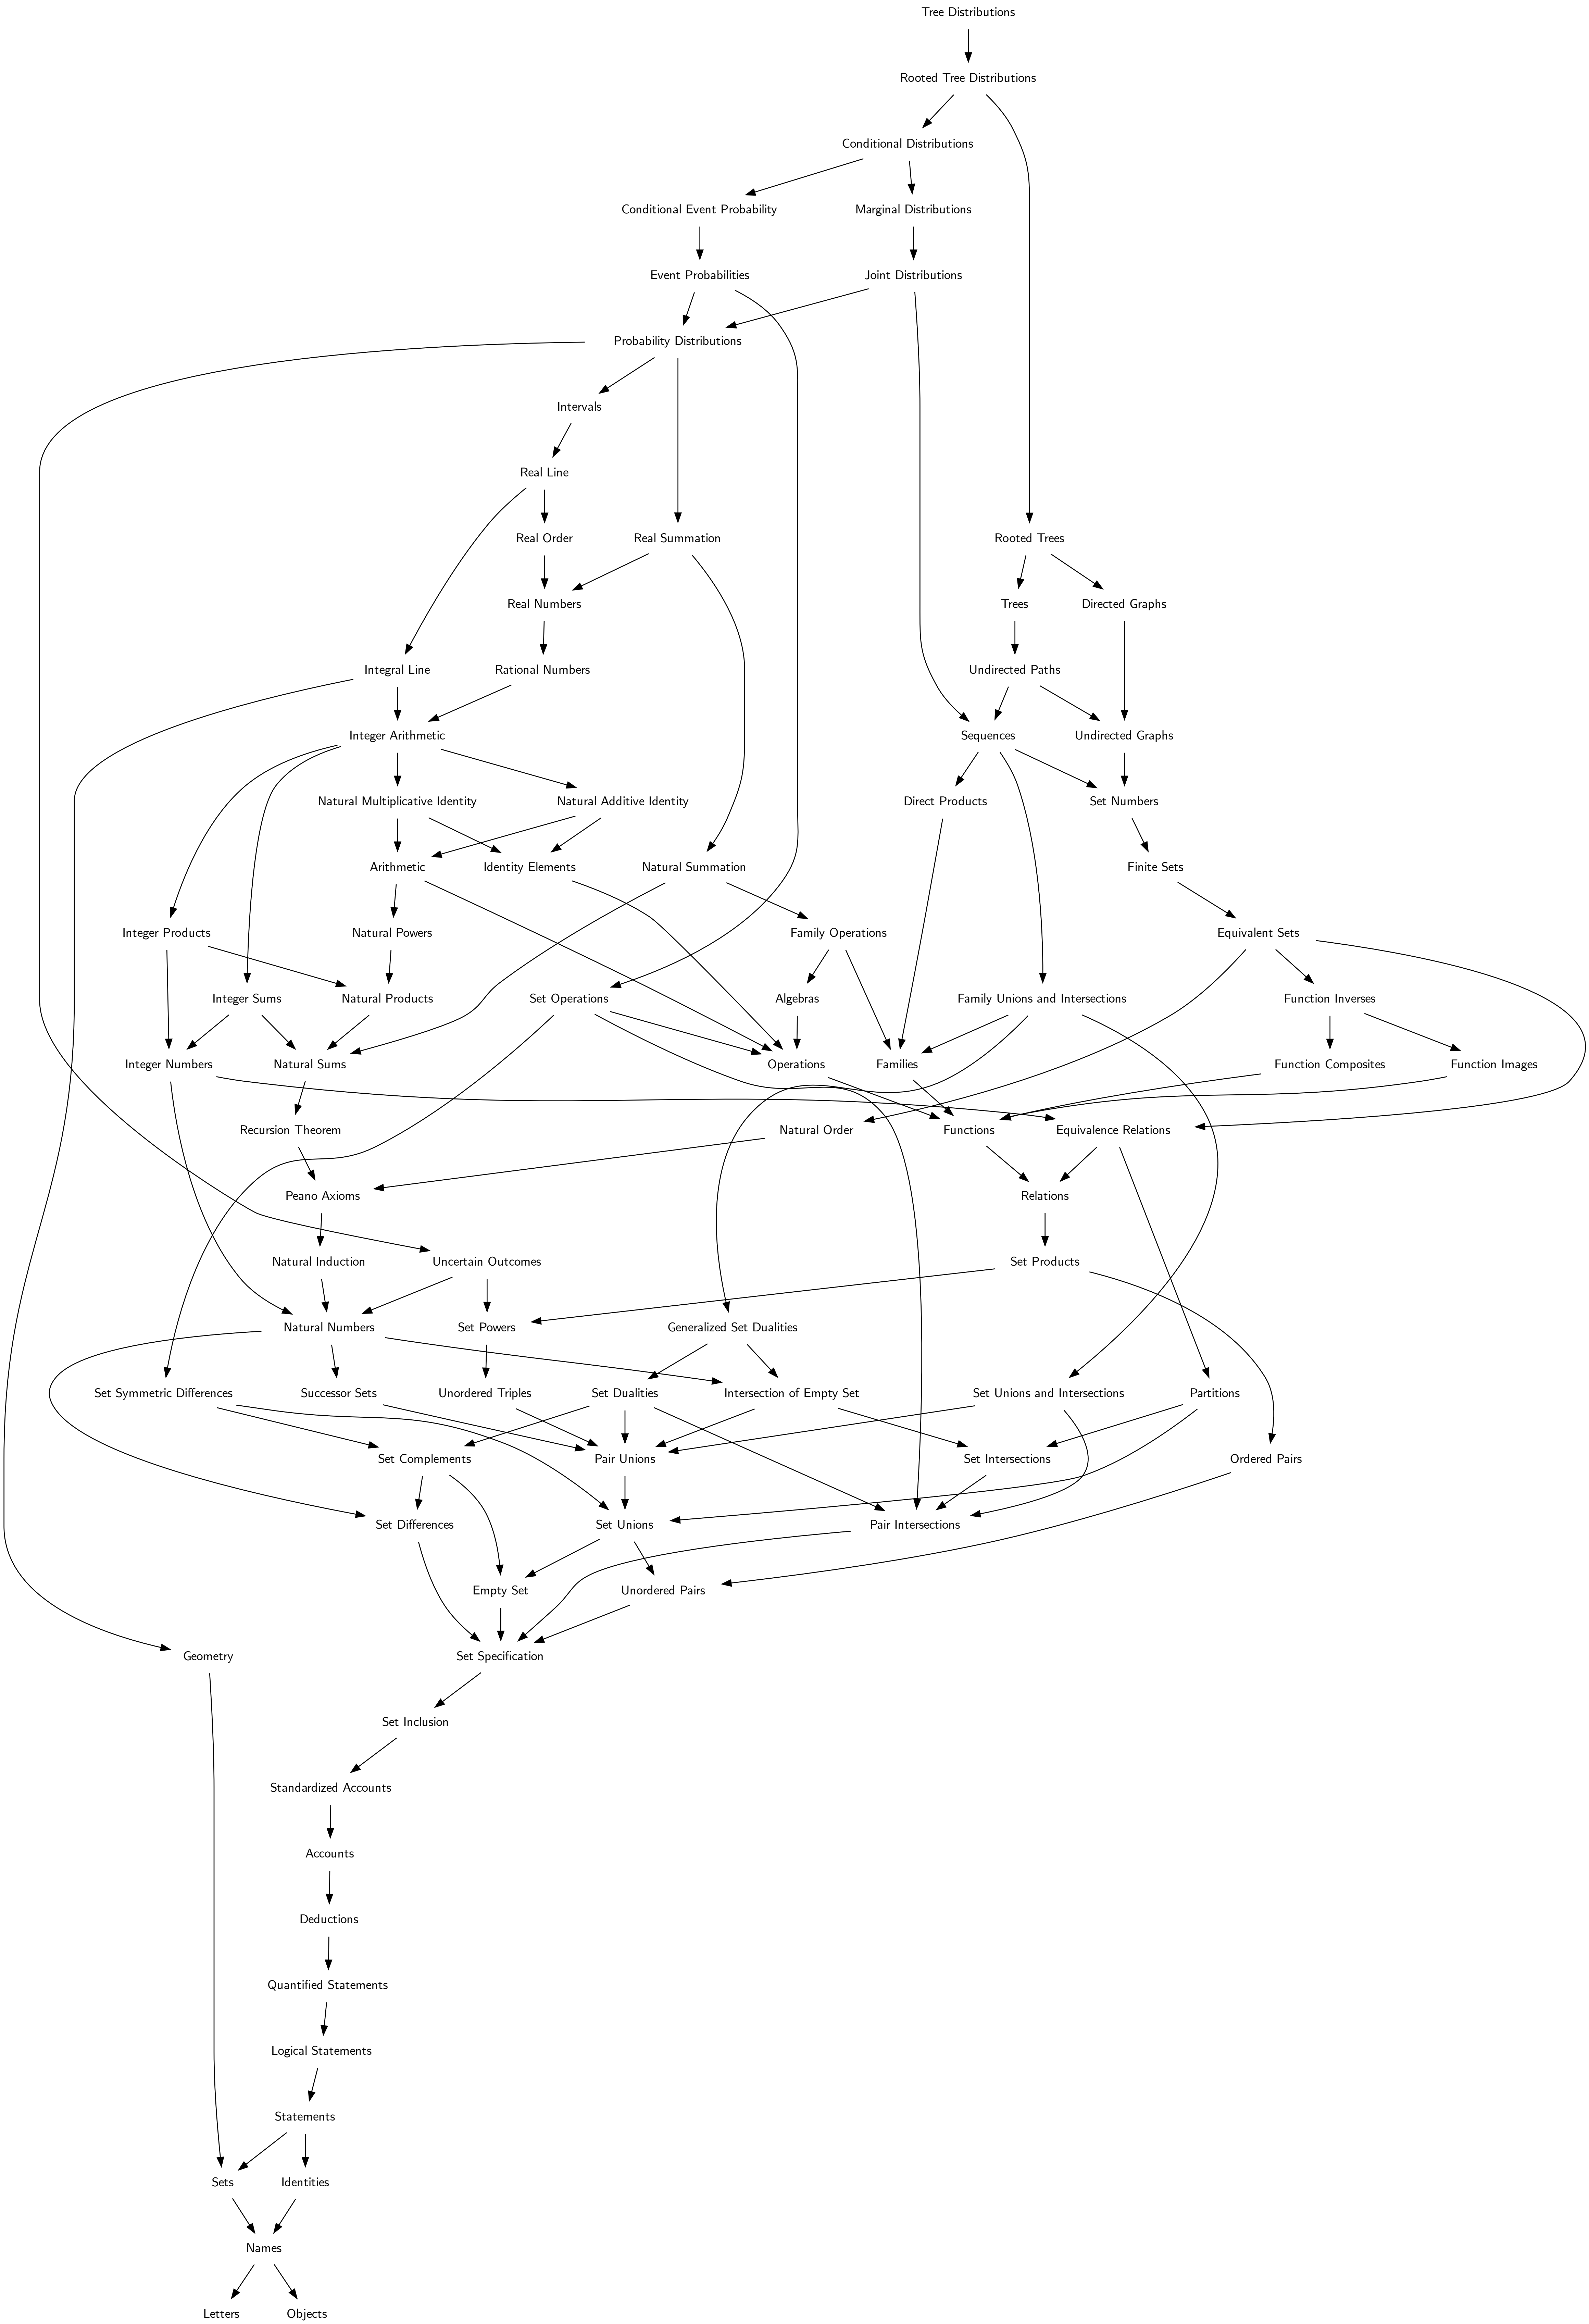 Tree Distributions
Rooted Tree Distributions
Conditional Distributions
Conditional Event Probability
Marginal Distributions
Event Probabilities
Joint Distributions
Probability Distributions
Intervals
Real Line
Real Order
Real Summation
Rooted Trees
Real Numbers
Trees
Directed Graphs
Integral Line
Rational Numbers
Undirected Paths
Integer Arithmetic
Sequences
Undirected Graphs
Natural Multiplicative Identity
Natural Additive Identity
Direct Products
Set Numbers
Arithmetic
Identity Elements
Natural Summation
Finite Sets
Integer Products
Natural Powers
Family Operations
Equivalent Sets
Integer Sums
Natural Products
Set Operations
Algebras
Family Unions and Intersections
Function Inverses
Integer Numbers
Natural Sums
Operations
Families
Function Composites
Function Images
Recursion Theorem
Natural Order
Functions
Equivalence Relations
Peano Axioms
Relations
Natural Induction
Uncertain Outcomes
Set Products
Natural Numbers
Set Powers
Generalized Set Dualities
Set Symmetric Differences
Successor Sets
Unordered Triples
Set Dualities
Intersection of Empty Set
Set Unions and Intersections
Partitions
Set Complements
Pair Unions
Set Intersections
Ordered Pairs
Set Differences
Set Unions
Pair Intersections
Empty Set
Unordered Pairs
Geometry
Set Specification
Set Inclusion
Standardized Accounts
Accounts
Deductions
Quantified Statements
Logical Statements
Statements
Sets
Identities
Names
Letters
Objects